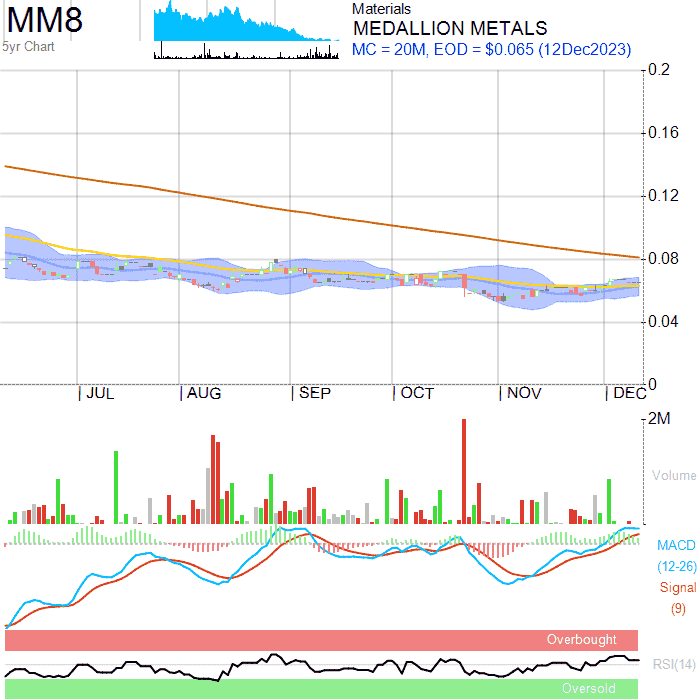 MM8
5yr Chart
Materials
MEDALLION METALS
MC = 20M, EOD = $0.065 (12Dec2023)
0.2
0.16
0.12
0.08
0.04
0
JUL AUG SEP OCT NOV DEC
2M
Volume
MACD
(12-26)
Signal
(9)
Overbought
RSI(14)
Oversold